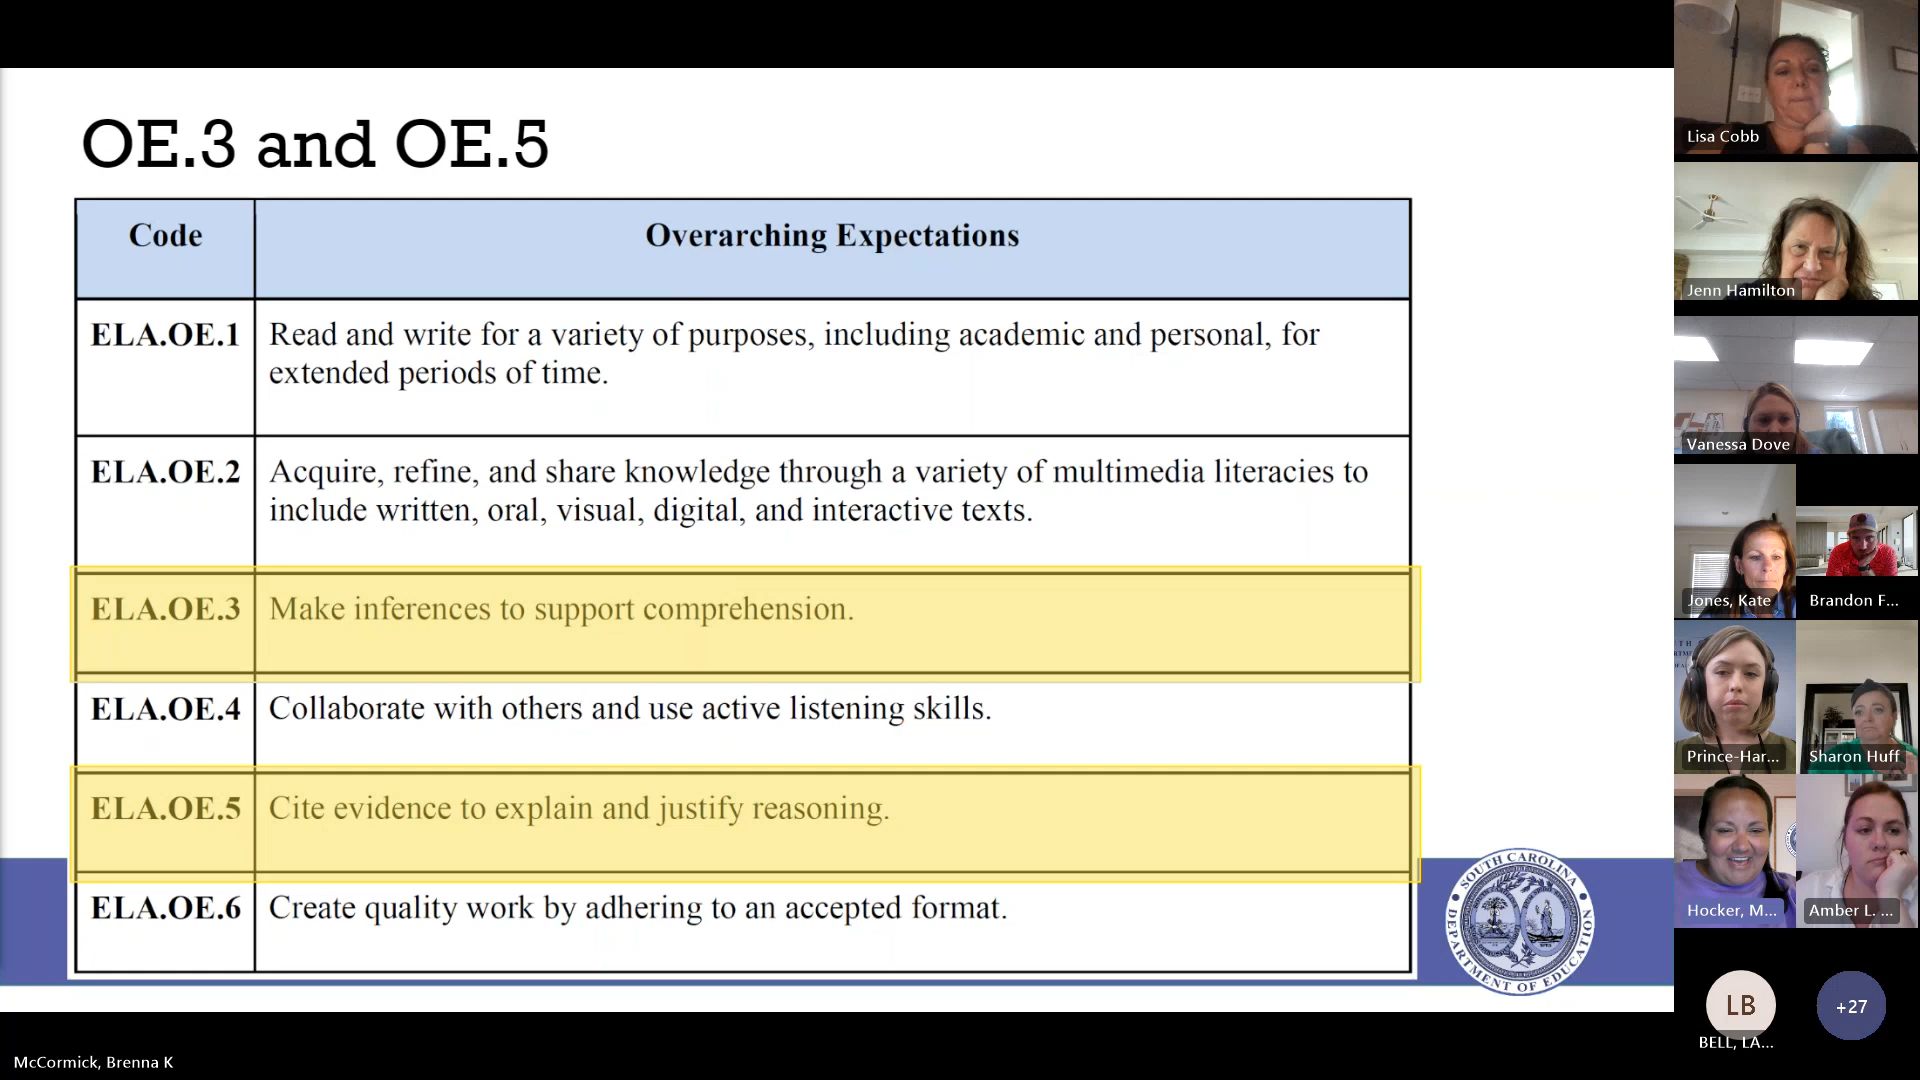 OE.3 and OE.5
Code
Overarching Expectations
ELA.OE.1
Read and write for a variety of purposes, including academic and personal, for
extended periods of time.
ELA.OE.2
Acquire, refine, and share knowledge through a variety of multimedia literacies to
include written, oral, visual, digital, and interactive texts.
ELA.OE.3
Make inferences to support comprehension.
ELA.OE.4
Collaborate with others and use active listening skills.
ELA.OE.5
Cite evidence to explain and justify reasoning.
ELA.OE.6
Create quality work by adhering to an accepted format.
SOUTH CAROLINA
DEPARTMENT OF EDUCATION
Lisa Cobb
Jenn Hamilton
Vanessa Dove
Jones, Kate
Brandon F...
Prince-Har...
Sharon Huff
Hocker, M...
Amber L. ...
LB
BELL, LA...
+27
McCormick, Brenna K